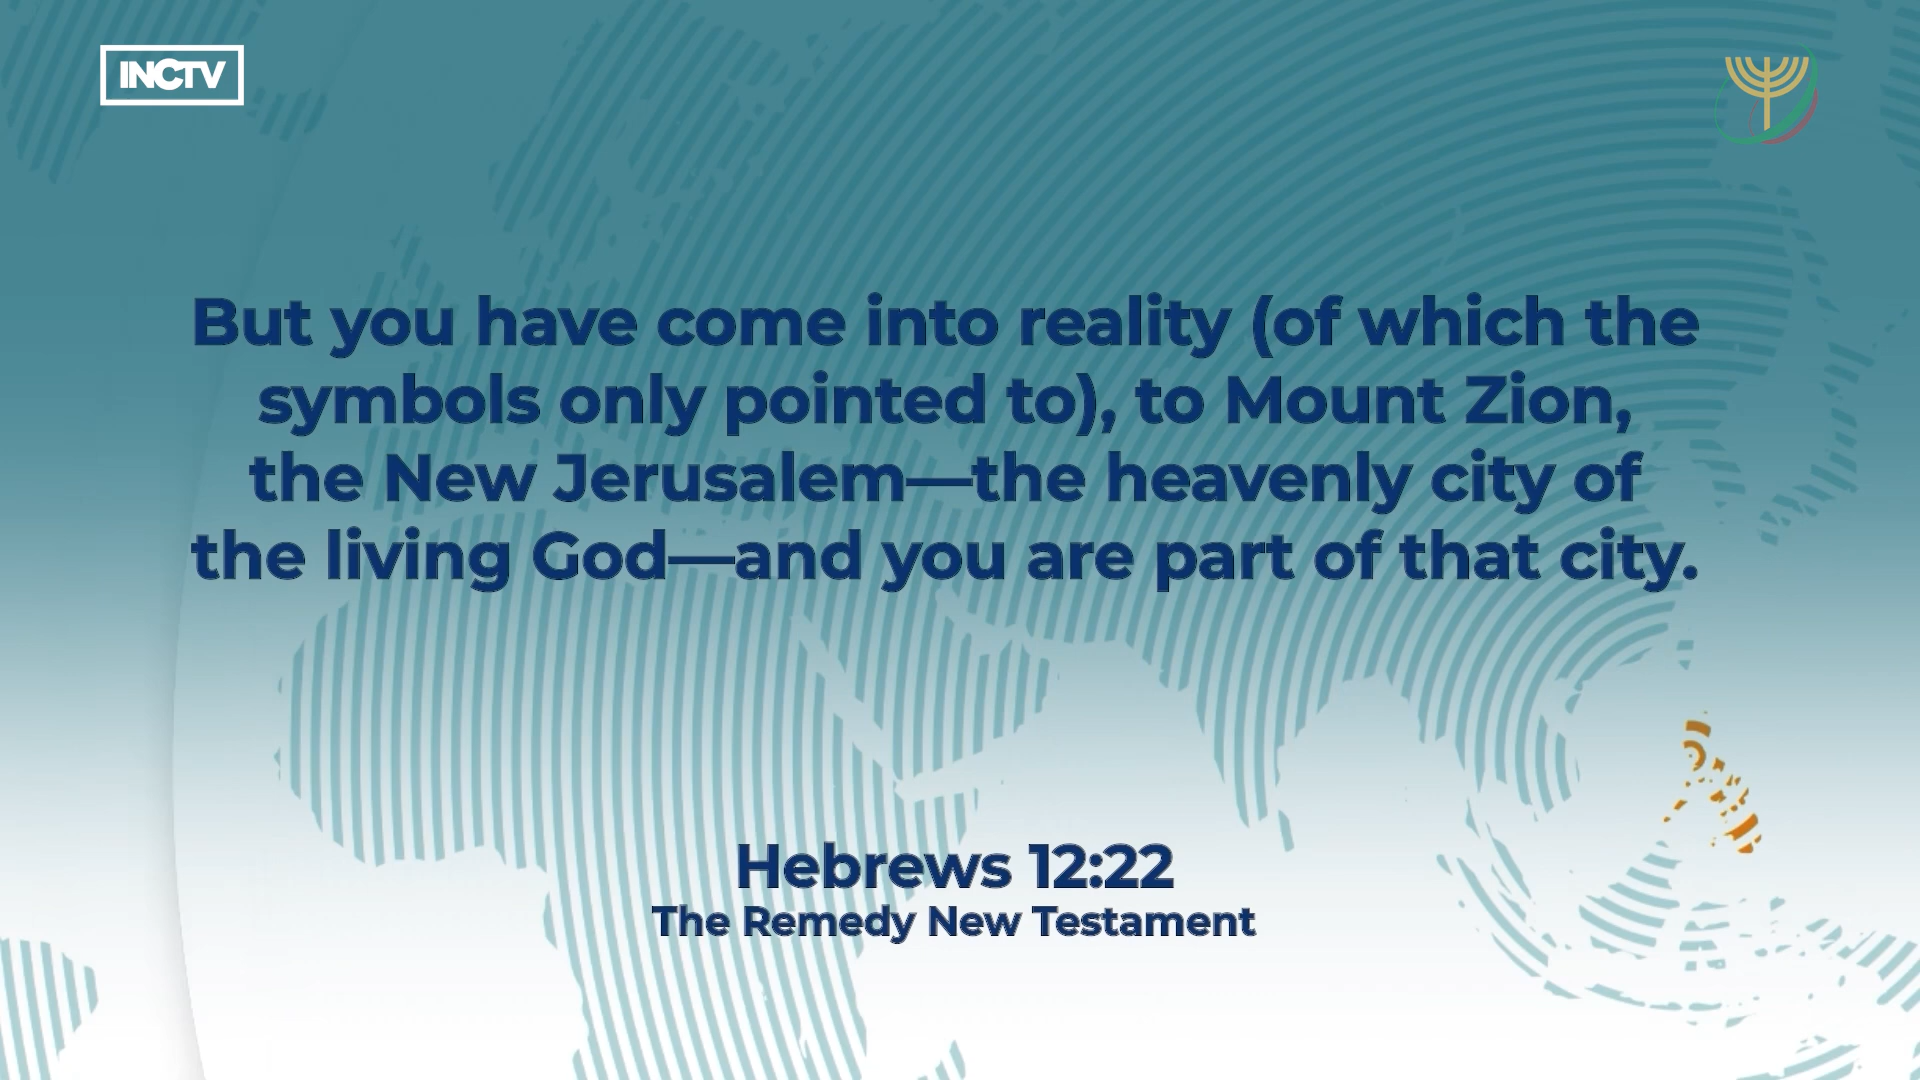 INCTV
But you have come into reality (of which the
symbols only pointed to), to Mount Zion,
the New Jerusalem—the heavenly city of
the living God—and you are part of that city.
Hebrews 12:22
The Remedy New Testament